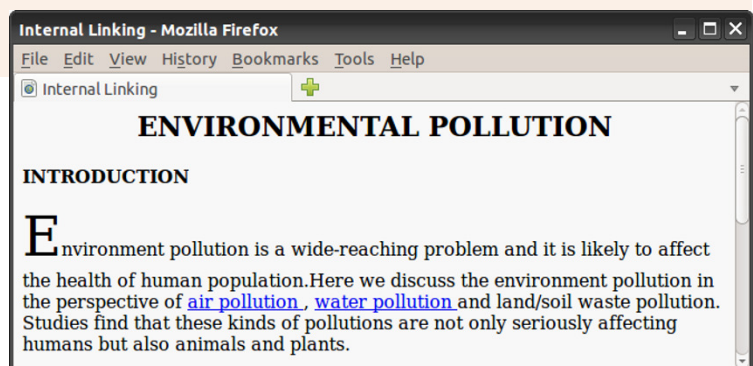 Internal Linking - Mozilla Firefox
File Edit View History Bookmarks Tools Help
Internal Linking
ENVIRONMENTAL POLLUTION
INTRODUCTION
Environment pollution is a wide-reaching problem and it is likely to affect
the health of human population.Here we discuss the environment pollution in
the perspective of air pollution , water pollution and land/soil waste pollution.
Studies find that these kinds of pollutions are not only seriously affecting
humans but also animals and plants.